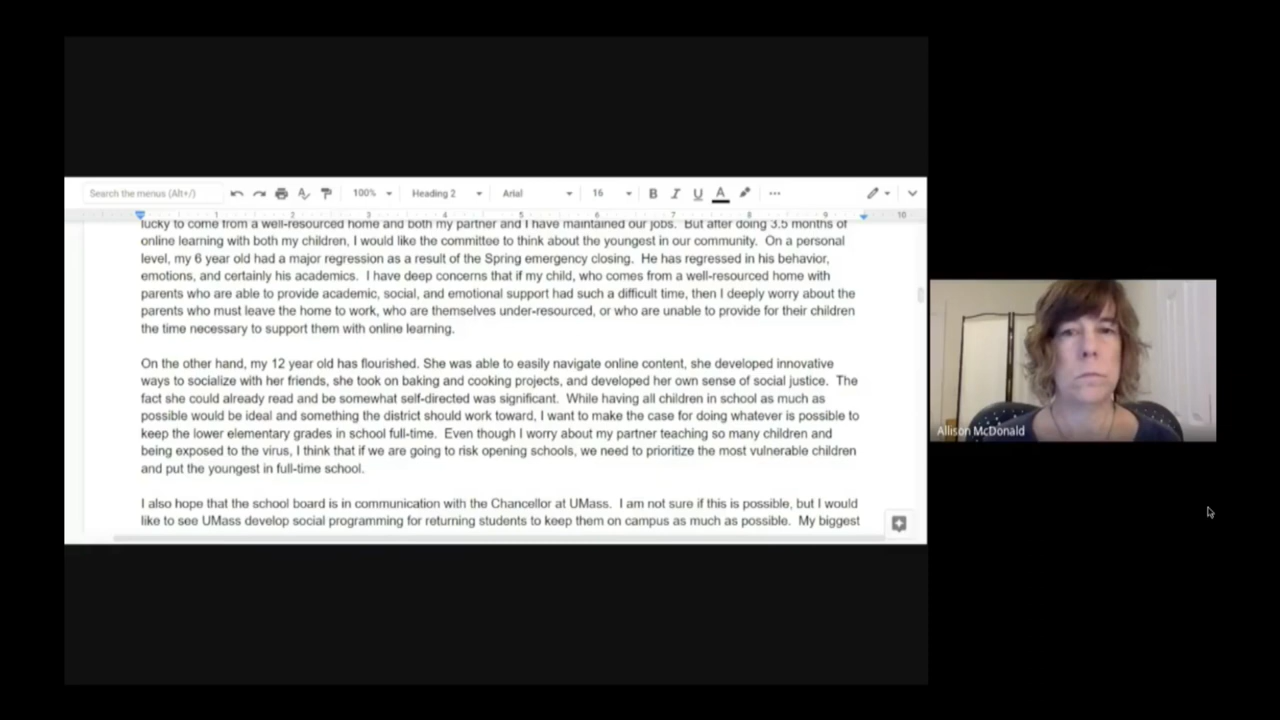 Search the menus (Alt+/)
100%
Heading 2
Arial
16
B
I
U
A
1
2
3
4
5
6
7
8
9
10
lucky to come from a well-resourced home and both my partner and I have maintained our jobs. But after doing 3.5 months of
online learning with both my children, I would like the committee to think about the youngest in our community. On a personal
level, my 6 year old had a major regression as a result of the Spring emergency closing. He has regressed in his behavior,
emotions, and certainly his academics. I have deep concerns that if my child, who comes from a well-resourced home with
parents who are able to provide academic, social, and emotional support had such a difficult time, then I deeply worry about the
parents who must leave the home to work, who are themselves under-resourced, or who are unable to provide for their children
the time necessary to support them with online learning.
On the other hand, my 12 year old has flourished. She was able to easily navigate online content, she developed innovative
ways to socialize with her friends, she took on baking and cooking projects, and developed her own sense of social justice. The
fact she could already read and be somewhat self-directed was significant. While having all children in school as much as
possible would be ideal and something the district should work toward, I want to make the case for doing whatever is possible to
keep the lower elementary grades in school full-time. Even though I worry about my partner teaching so many children and
being exposed to the virus, I think that if we are going to risk opening schools, we need to prioritize the most vulnerable children
and put the youngest in full-time school.
I also hope that the school board is in communication with the Chancellor at UMass. I am not sure if this is possible, but I would
like to see UMass develop social programming for returning students to keep them on campus as much as possible. My biggest
Allison McDonald